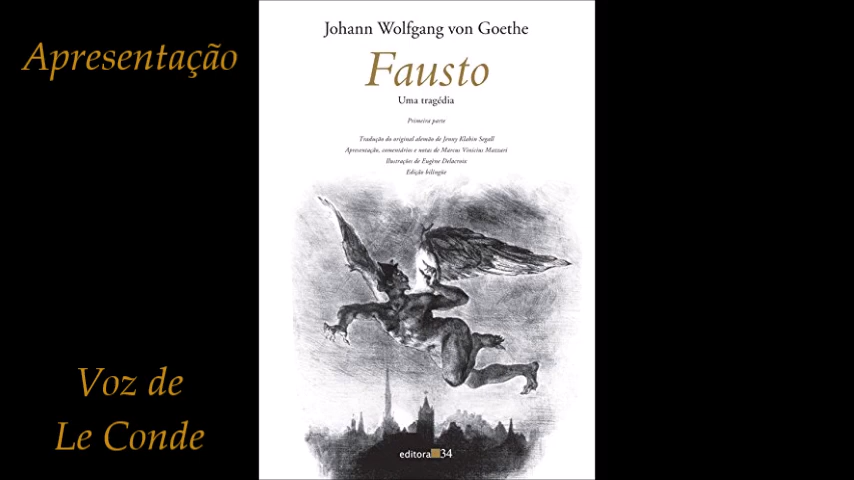 Apresentação
Voz de
Le Conde
Johann Wolfgang von Goethe
Fausto
Uma tragédia
Primeira parte
Tradução do original alemão de Jenny Klabin Segall
Apresentação, comentários e notas de Marcus Vinicius Mazzari
Ilustrações de Eugène Delacroix
Edição bilíngue
editora 34